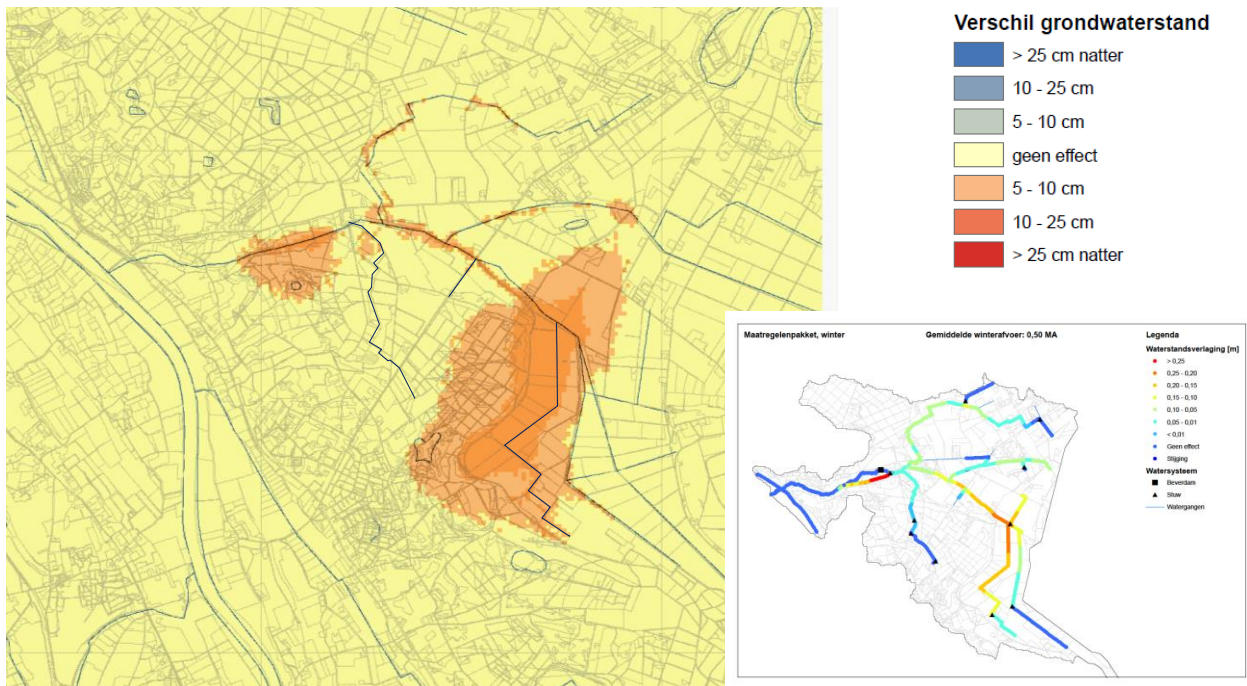 Verschil grondwaterstand
> 25 cm natter
10 - 25 cm
5 - 10 cm
geen effect
5 - 10 cm
10 - 25 cm
> 25 cm natter
Maatregelenpakket, winter
Gemiddelde winterafvoer: 0,50 MA
Legenda
Waterstandsverlaging [m]
> 0,25
0,25 - 0,20
0,20 - 0,15
0,15 - 0,10
0,10 - 0,05
0,05 - 0,01
< 0,01
Geen effect
Stijging
Watersysteem
Beverdam
Stuw
Watergangen